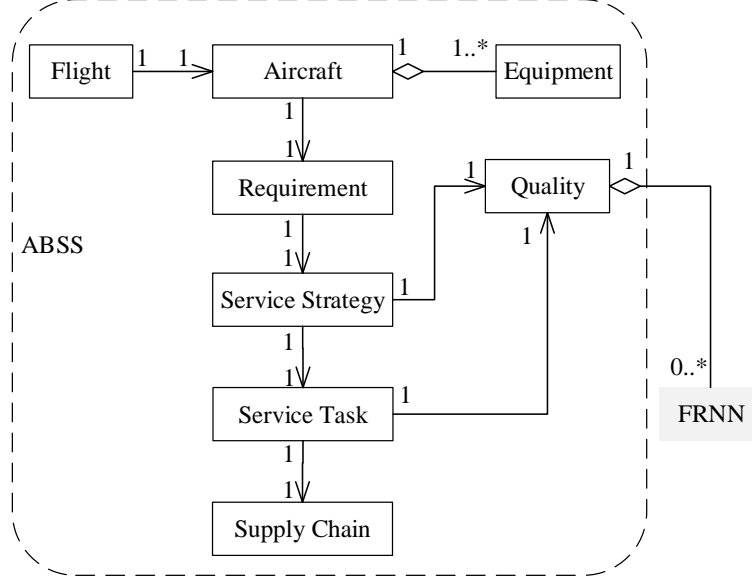 1
1..*
Flight
1
1
Aircraft
Equipment
1
1
1
1
Requirement
Quality
1
ABSS
1
1
Service Strategy
1
1
0..*
1
1
Service Task
FRNN
1
1
Supply Chain